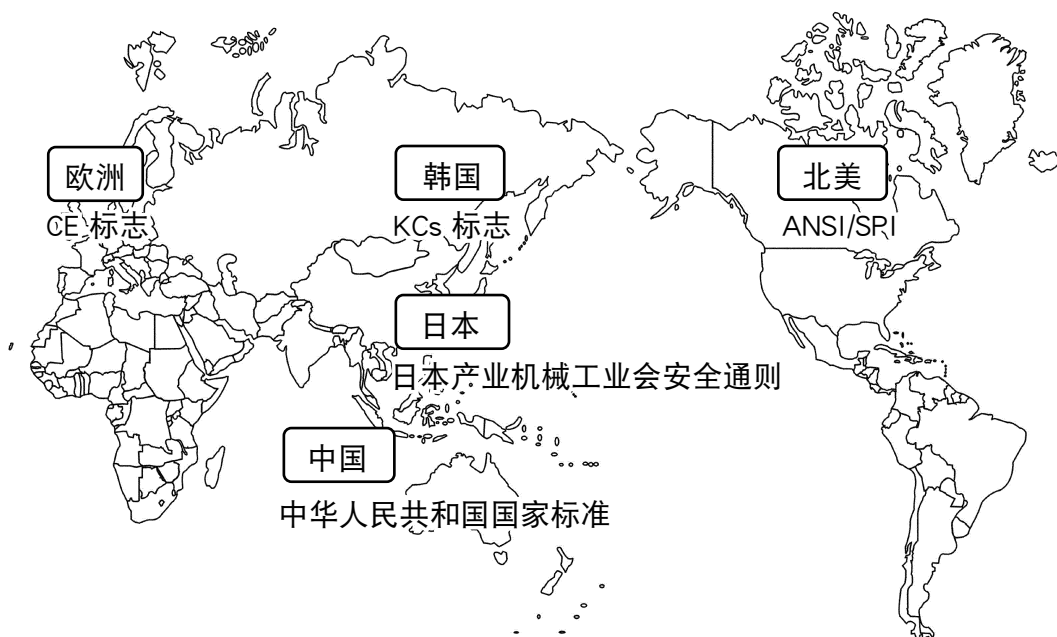 欧洲
CE 标志
韩国
KCs 标志
北美
ANSI/SPI
日本
日本产业机械工业会安全通则
中国
中华人民共和国国家标准